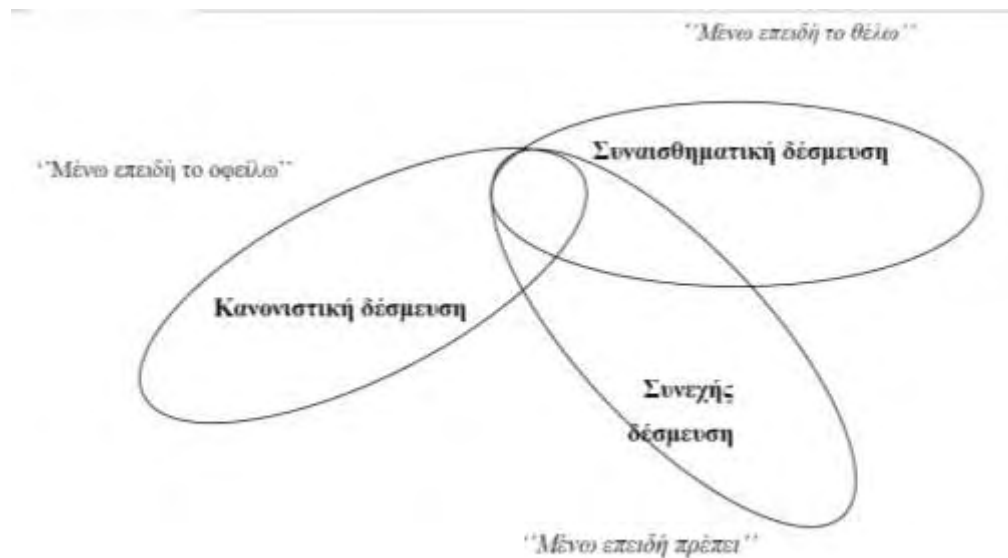 ‘‘Μένω επειδή το θέλω’’
Συναισθηματική δέσμευση
‘‘Μένω επειδή το οφείλω’’
Κανονιστική δέσμευση
Συνεχής
δέσμευση
‘‘Μένω επειδή πρέπει’’